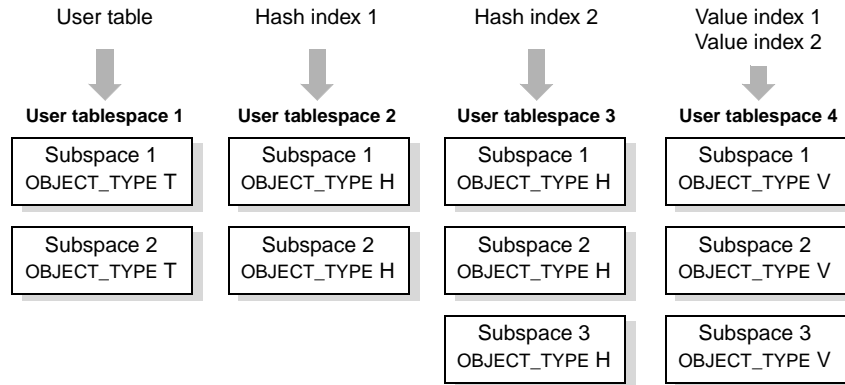 User table
Hash index 1
Hash index 2
Value index 1
Value index 2
User tablespace 1
User tablespace 2
User tablespace 3
User tablespace 4
Subspace 1
OBJECT_TYPE T
Subspace 1
OBJECT_TYPE H
Subspace 1
OBJECT_TYPE H
Subspace 1
OBJECT_TYPE V
Subspace 2
OBJECT_TYPE T
Subspace 2
OBJECT_TYPE H
Subspace 2
OBJECT_TYPE H
Subspace 2
OBJECT_TYPE V
Subspace 3
OBJECT_TYPE H
Subspace 3
OBJECT_TYPE V